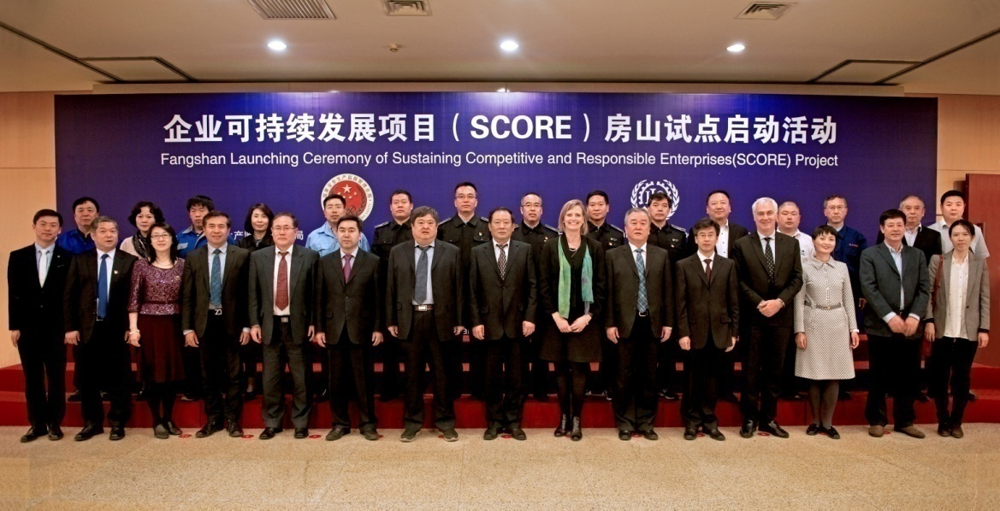 企业可持续发展项目（SCORE）房山试点启动活动
Fangshan Launching Ceremony of Sustaining Competitive and Responsible Enterprises(SCORE) Project